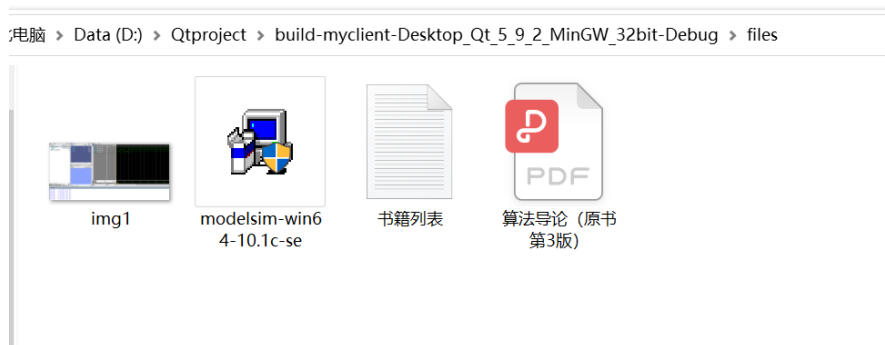 电脑 > Data (D:) > Qtproject > build-myclient-Desktop_Qt_5_9_2_MinGW_32bit-Debug > files
PDF
img1
modelsim-win6
4-10.1c-se
书籍列表
算法导论（原书
第3版）